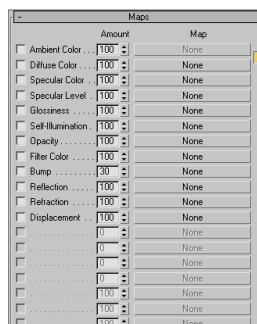 - Maps
Amount Map
Ambient Color . . . 100 None
Diffuse Color . . . . 100 None
Specular Color . . 100 None
Specular Level . 100 None
Glossiness . . . . . 100 None
Self-Illumination . 100 None
Opacity . . . . . . . . 100 None
Filter Color . . . . . 100 None
Bump . . . . . . . . . 30 None
Reflection . . . . . 100 None
Refraction . . . . . 100 None
Displacement . . . 100 None
. . . . . . . . . . . . . 0 None
. . . . . . . . . . . . . 0 None
. . . . . . . . . . . . . 0 None
. . . . . . . . . . . . . 0 None
. . . . . . . . . . . . . 100 None
. . . . . . . . . . . . . 100 None
100 None